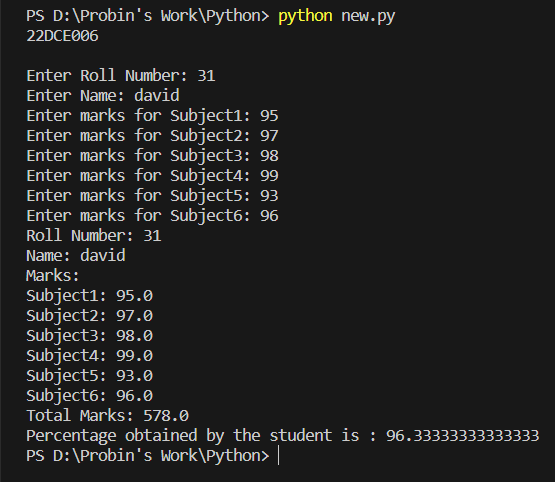 PS D:\Probin's Work\Python> python new.py
22DCE006
Enter Roll Number: 31
Enter Name: david
Enter marks for Subject1: 95
Enter marks for Subject2: 97
Enter marks for Subject3: 98
Enter marks for Subject4: 99
Enter marks for Subject5: 93
Enter marks for Subject6: 96
Roll Number: 31
Name: david
Marks:
Subject1: 95.0
Subject2: 97.0
Subject3: 98.0
Subject4: 99.0
Subject5: 93.0
Subject6: 96.0
Total Marks: 578.0
Percentage obtained by the student is : 96.33333333333333
PS D:\Probin's Work\Python>